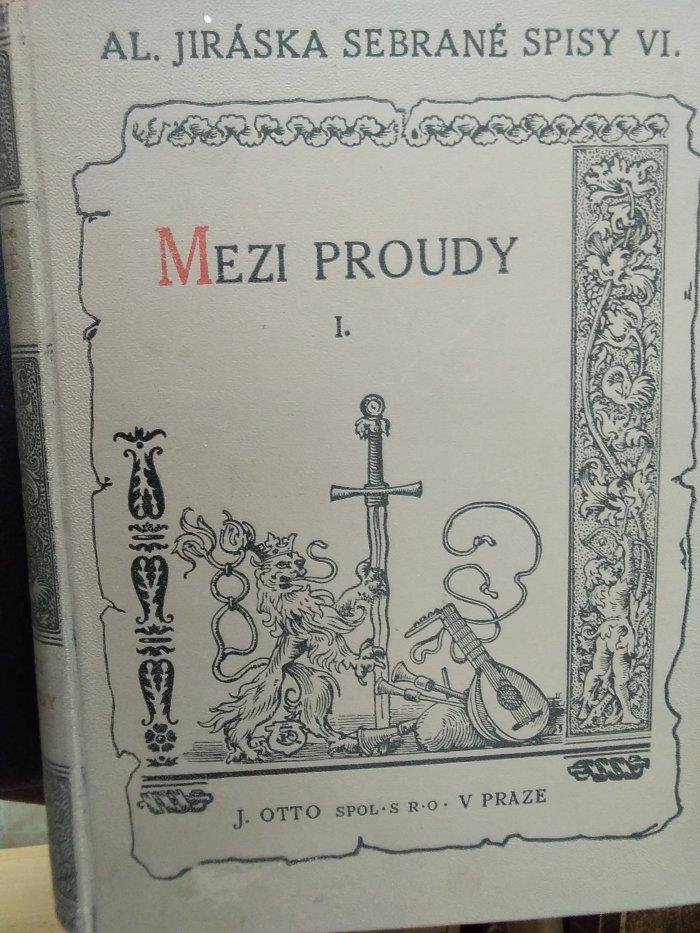 AL. JIRÁSKA SEBRANÉ SPISY VI.
MEZI PROUDY
I.
J. OTTO SPOL·S R·O· V PRAZE